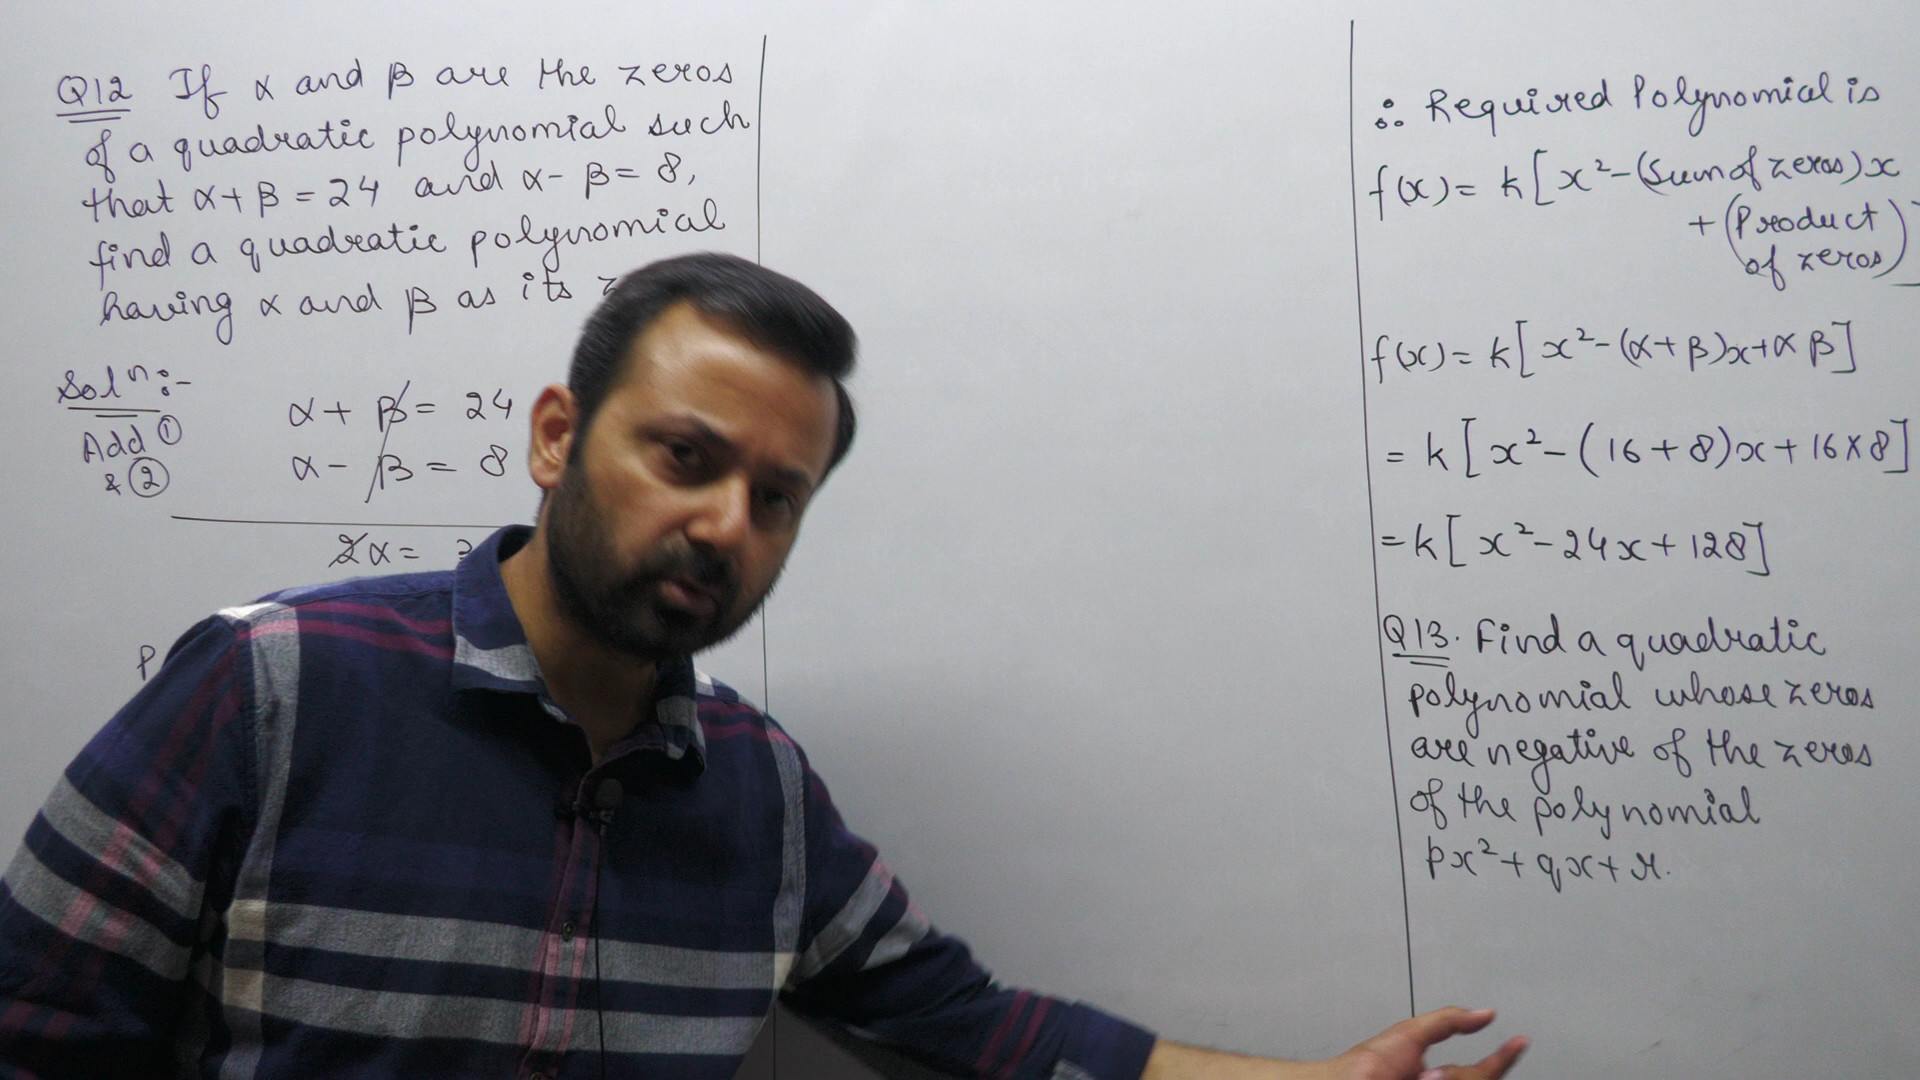 Q12 If α and β are the zeros
of a quadratic polynomial such
that α+β = 24 and α-β = 8,
find a quadratic polynomial
having α and β as its
Solⁿ:-
Add ①
& ②
α + β = 24
α - β = 8
2α =
P
∴ Required Polynomial is
f(x) = k[x²-(Sum of zeros)x
+ (Product
of zeros)]
f(x) = k[x²-(α+β)x+αβ]
= k[x²-(16+8)x+16×8]
= k[x²-24x+128]
Q13. Find a quadratic
polynomial whose zeros
are negative of the zeros
of the polynomial
px²+qx+r.